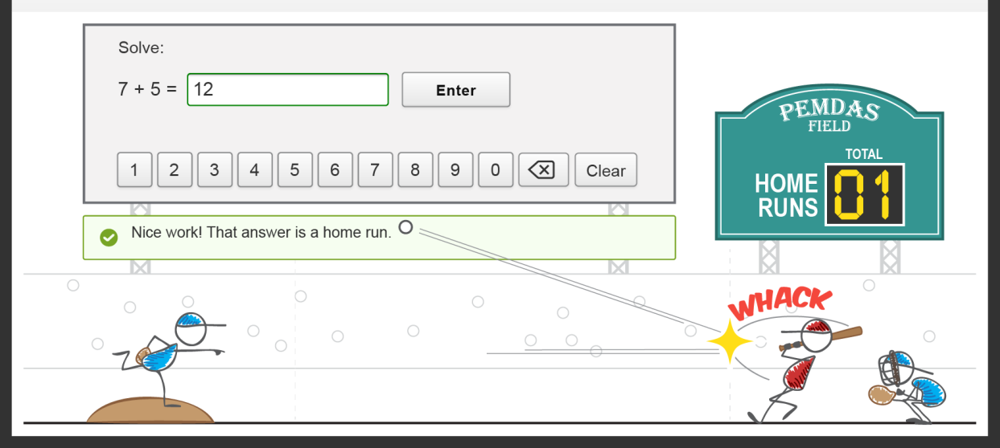 Solve:
7 + 5 = 12 Enter
1 2 3 4 5 6 7 8 9 0 Clear
Nice work! That answer is a home run.
PEMDAS
FIELD
TOTAL
HOME
RUNS
01
WHACK